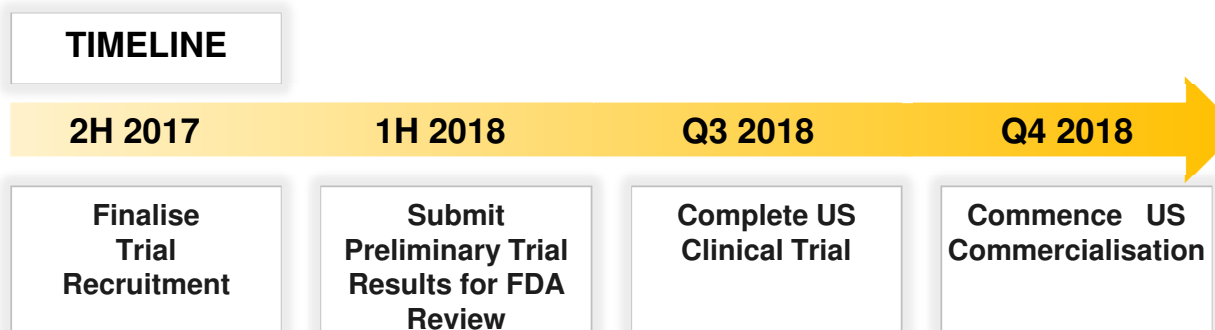 TIMELINE
2H 2017
1H 2018
Q3 2018
Q4 2018
Finalise
Trial
Recruitment
Submit
Preliminary Trial
Results for FDA
Review
Complete US
Clinical Trial
Commence US
Commercialisation